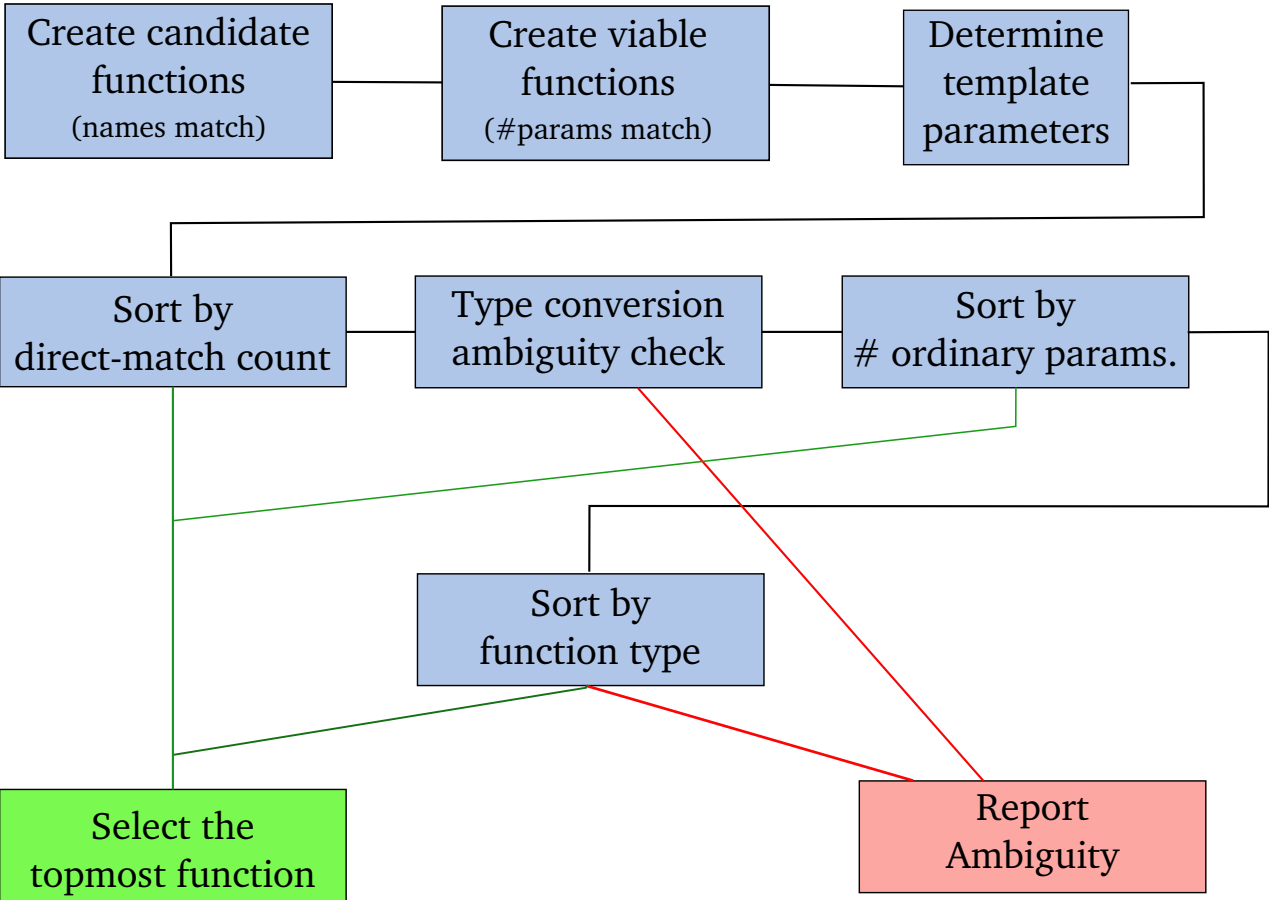 Create candidate
functions
(names match)
Create viable
functions
(#params match)
Determine
template
parameters
Sort by
direct-match count
Type conversion
ambiguity check
Sort by
# ordinary params.
Sort by
function type
Select the
topmost function
Report
Ambiguity